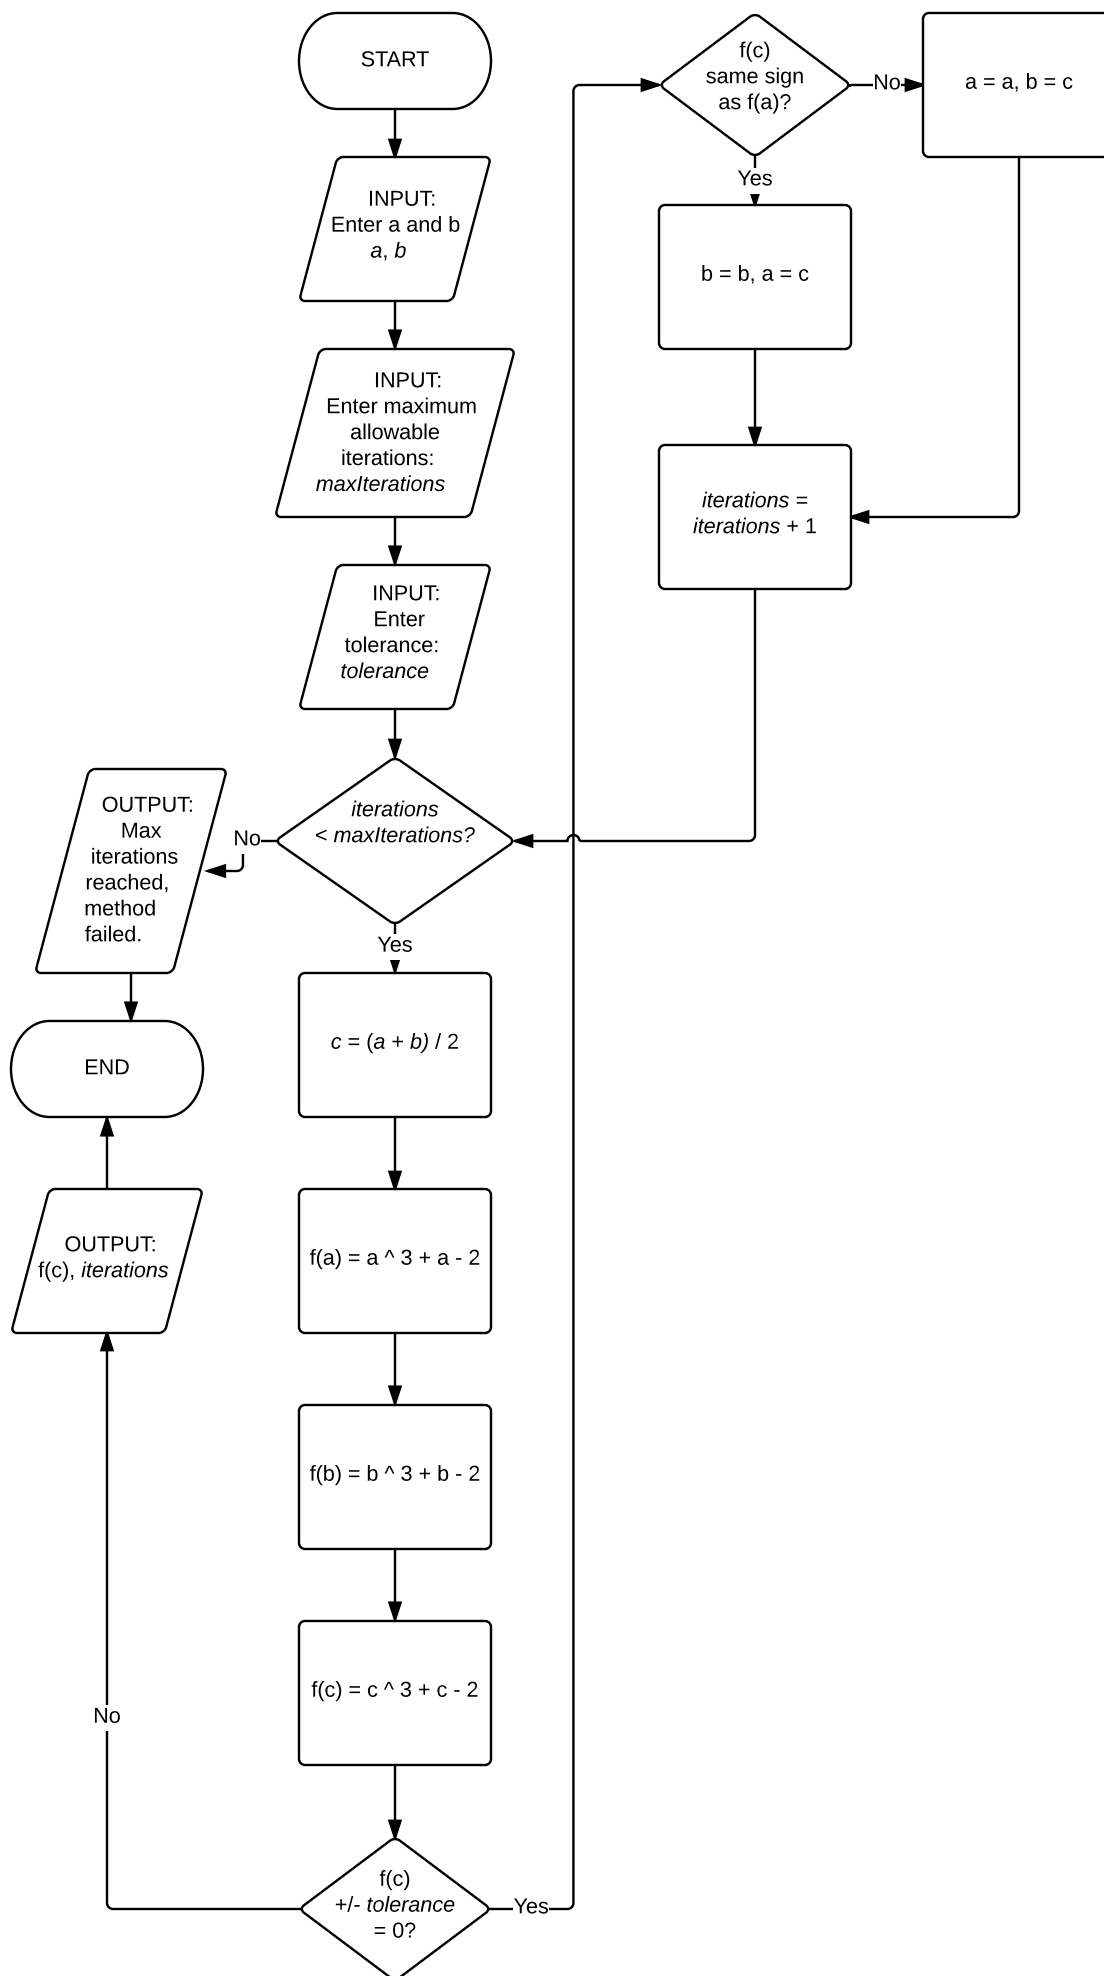 START
INPUT:
Enter a and b
a, b
INPUT:
Enter maximum
allowable
iterations:
maxIterations
INPUT:
Enter
tolerance:
tolerance
iterations
< maxIterations?
No
OUTPUT:
Max
iterations
reached,
method
failed.
END
Yes
c = (a + b) / 2
f(a) = a ^ 3 + a - 2
f(b) = b ^ 3 + b - 2
f(c) = c ^ 3 + c - 2
f(c)
+/- tolerance
= 0?
No
OUTPUT:
f(c), iterations
Yes
f(c)
same sign
as f(a)?
No
a = a, b = c
Yes
b = b, a = c
iterations =
iterations + 1